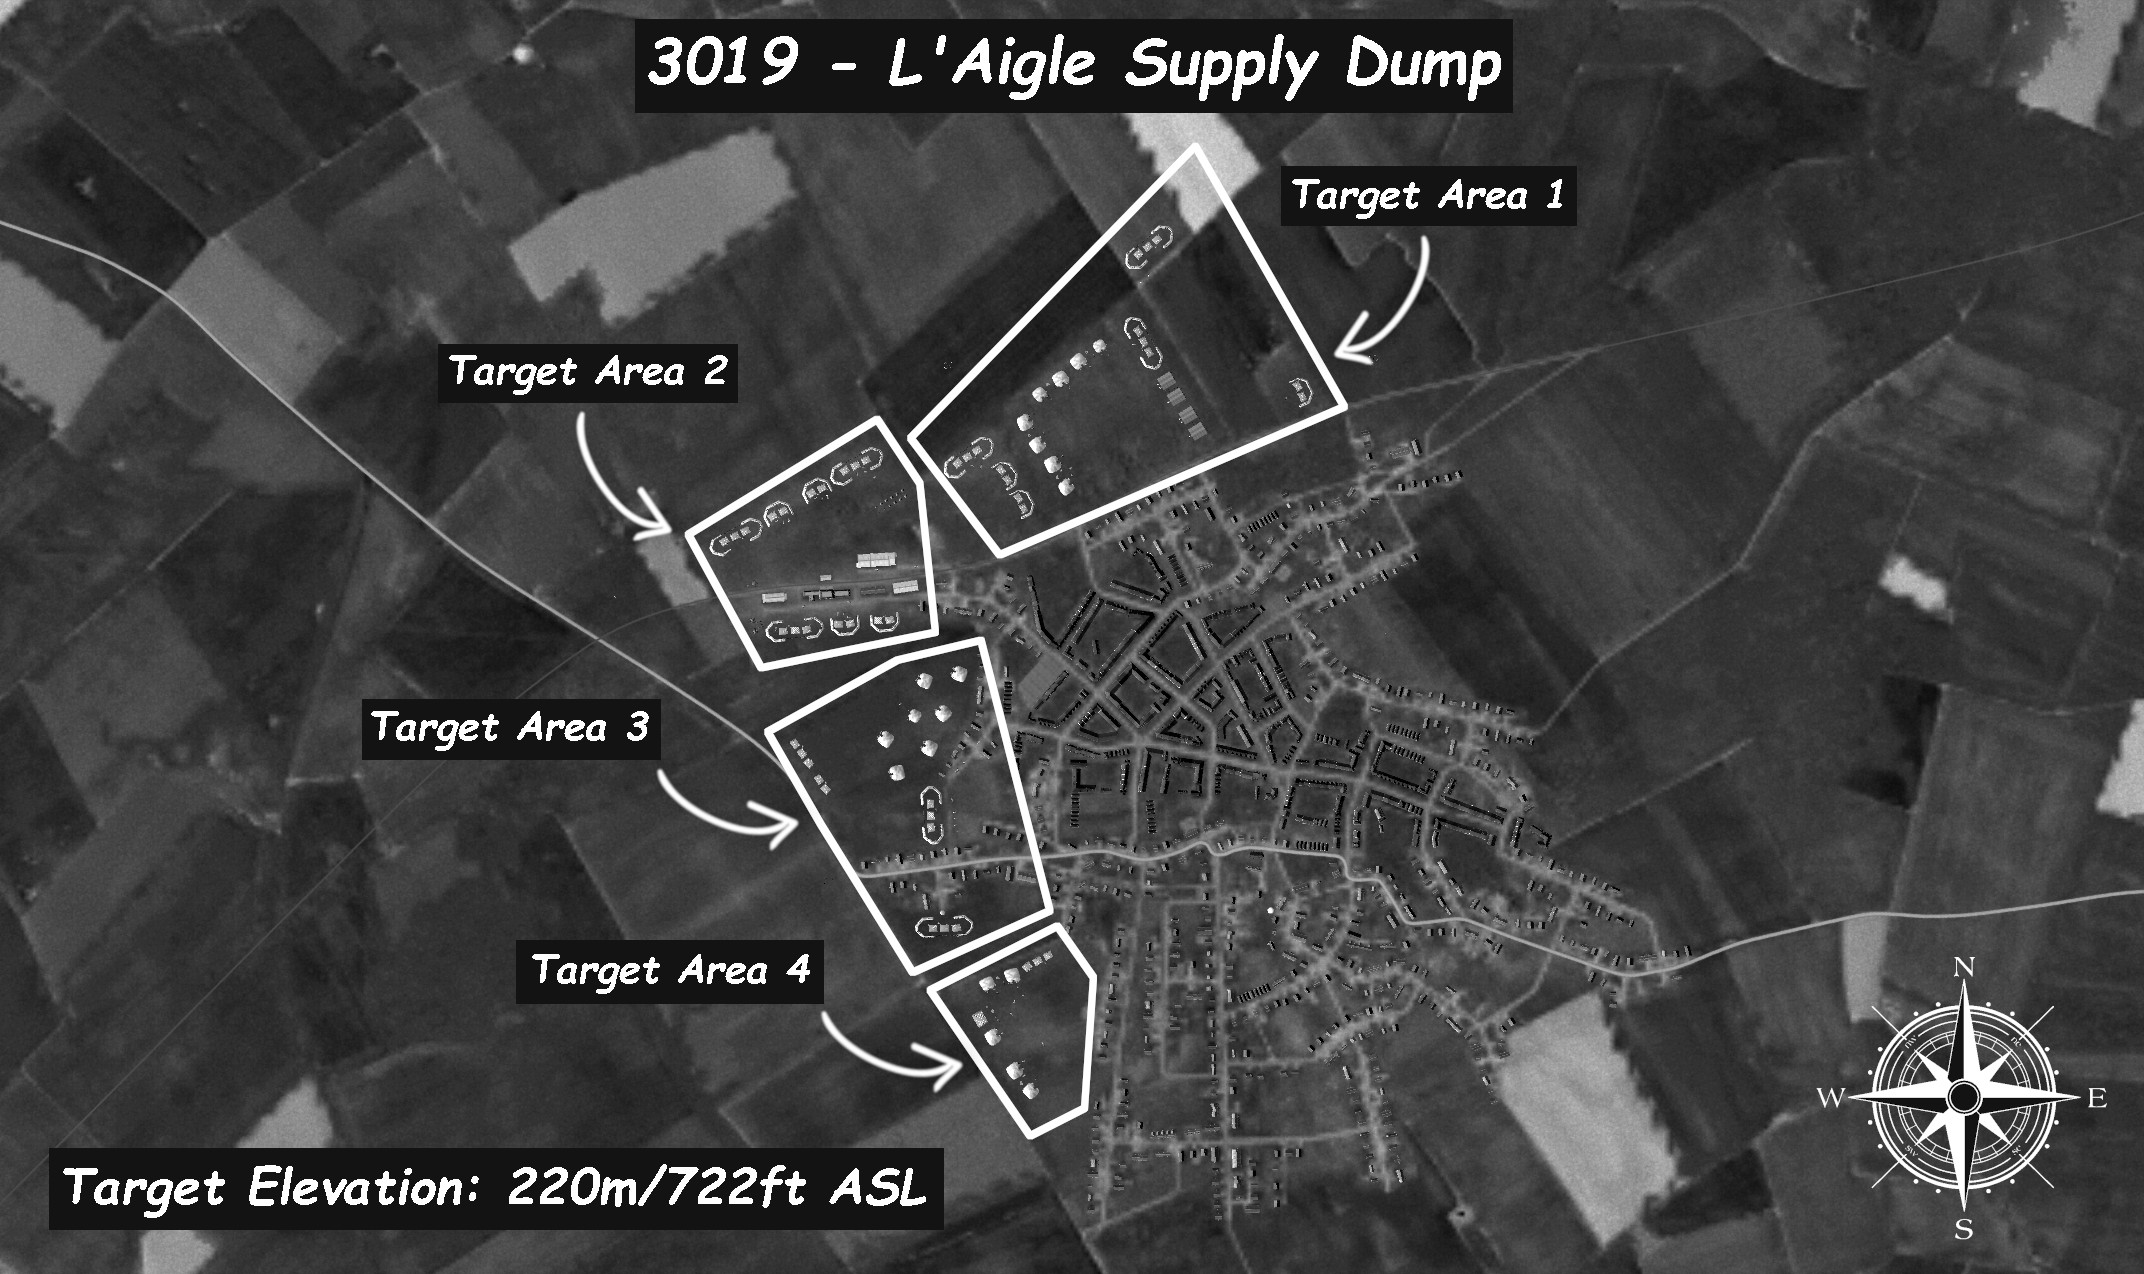 3019 - L'Aigle Supply Dump
Target Area 1
Target Area 2
Target Area 3
Target Area 4
N
W
E
S
Target Elevation: 220m/722ft ASL